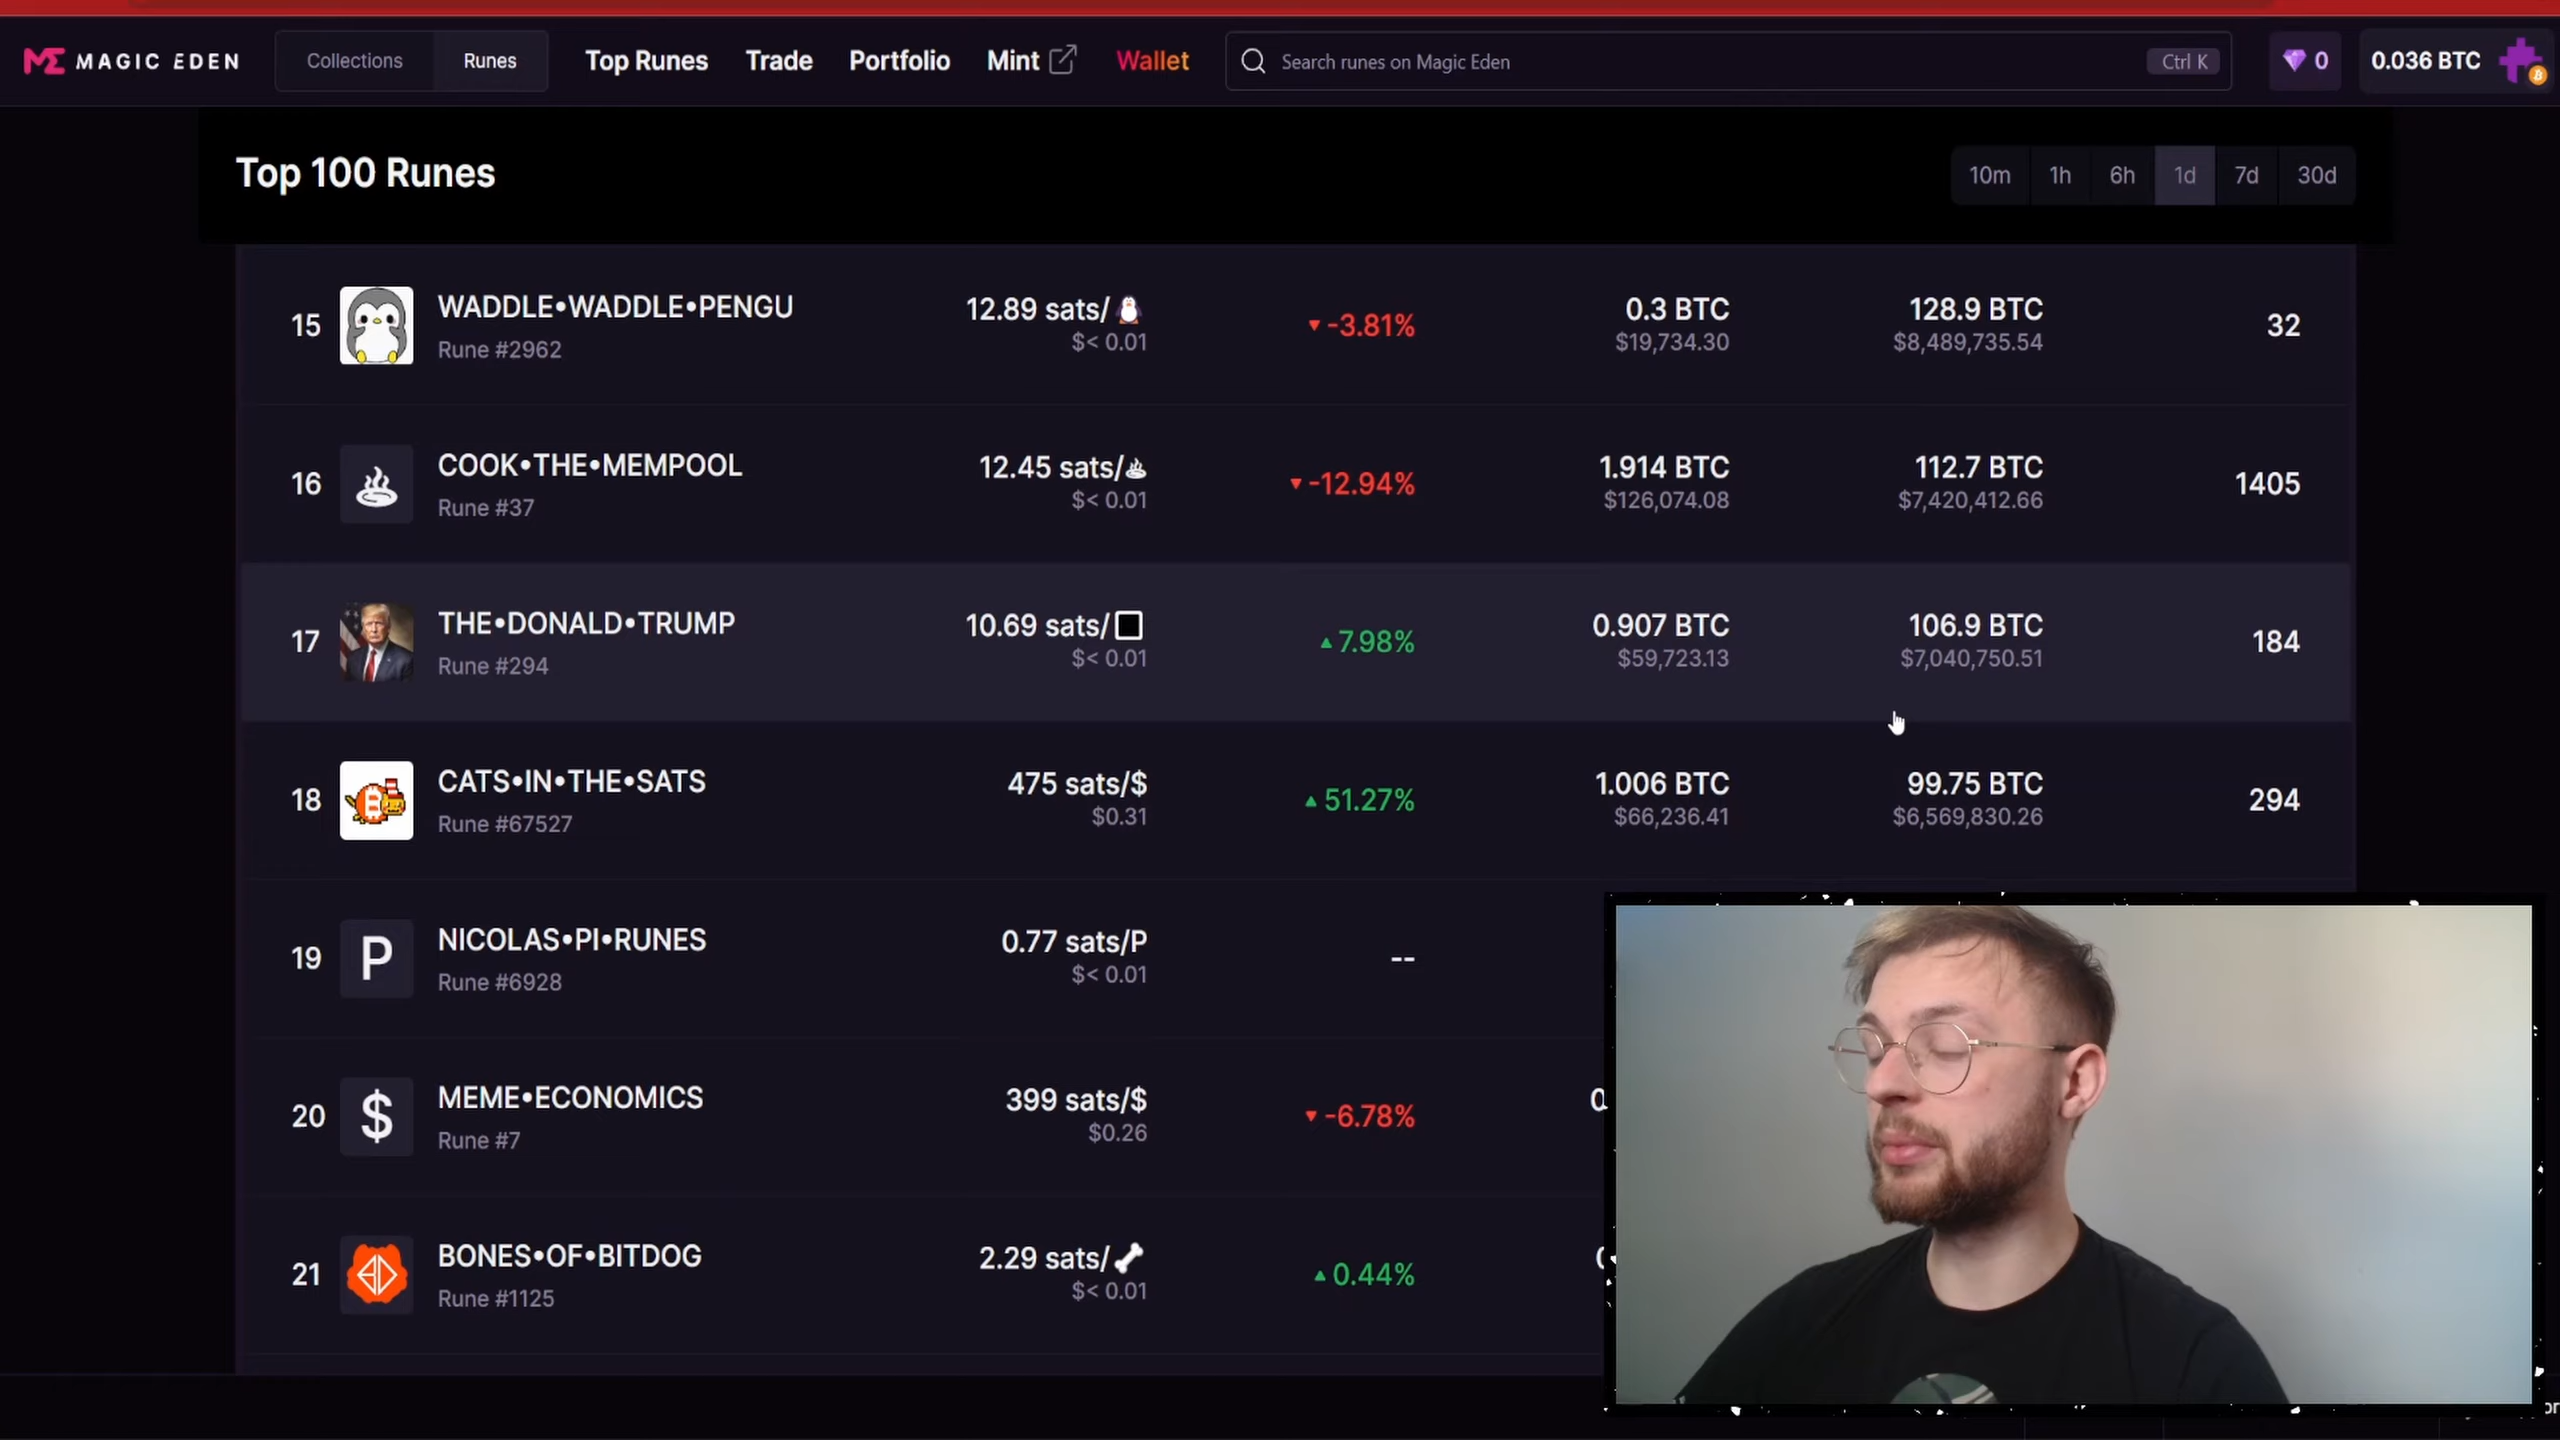 MAGIC EDEN
Collections
Runes
Top Runes
Trade
Portfolio
Mint
Wallet
Search runes on Magic Eden
Ctrl K
0
0.036 BTC
Top 100 Runes
10m
1h
6h
1d
7d
30d
15
WADDLE•WADDLE•PENGU
Rune #2962
12.89 sats/🐧
$< 0.01
▼-3.81%
0.3 BTC
$19,734.30
128.9 BTC
$8,489,735.54
32
16
COOK•THE•MEMPOOL
Rune #37
12.45 sats/♨
$< 0.01
▼-12.94%
1.914 BTC
$126,074.08
112.7 BTC
$7,420,412.66
1405
17
THE•DONALD•TRUMP
Rune #294
10.69 sats/
$< 0.01
▲7.98%
0.907 BTC
$59,723.13
106.9 BTC
$7,040,750.51
184
18
CATS•IN•THE•SATS
Rune #67527
475 sats/$
$0.31
▲51.27%
1.006 BTC
$66,236.41
99.75 BTC
$6,569,830.26
294
19
P
NICOLAS•PI•RUNES
Rune #6928
0.77 sats/P
$< 0.01
--
20
$
MEME•ECONOMICS
Rune #7
399 sats/$
$0.26
▼-6.78%
0.
21
BONES•OF•BITDOG
Rune #1125
2.29 sats/🦴
$< 0.01
▲0.44%